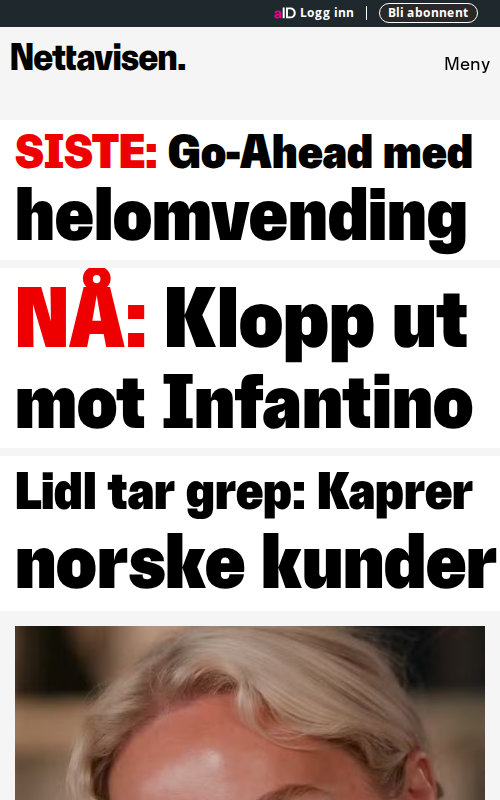 aID Logg inn | Bli abonnent
Nettavisen.
Meny
SISTE: Go-Ahead med
helomvending
NÅ: Klopp ut
mot Infantino
Lidl tar grep: Kaprer
norske kunder